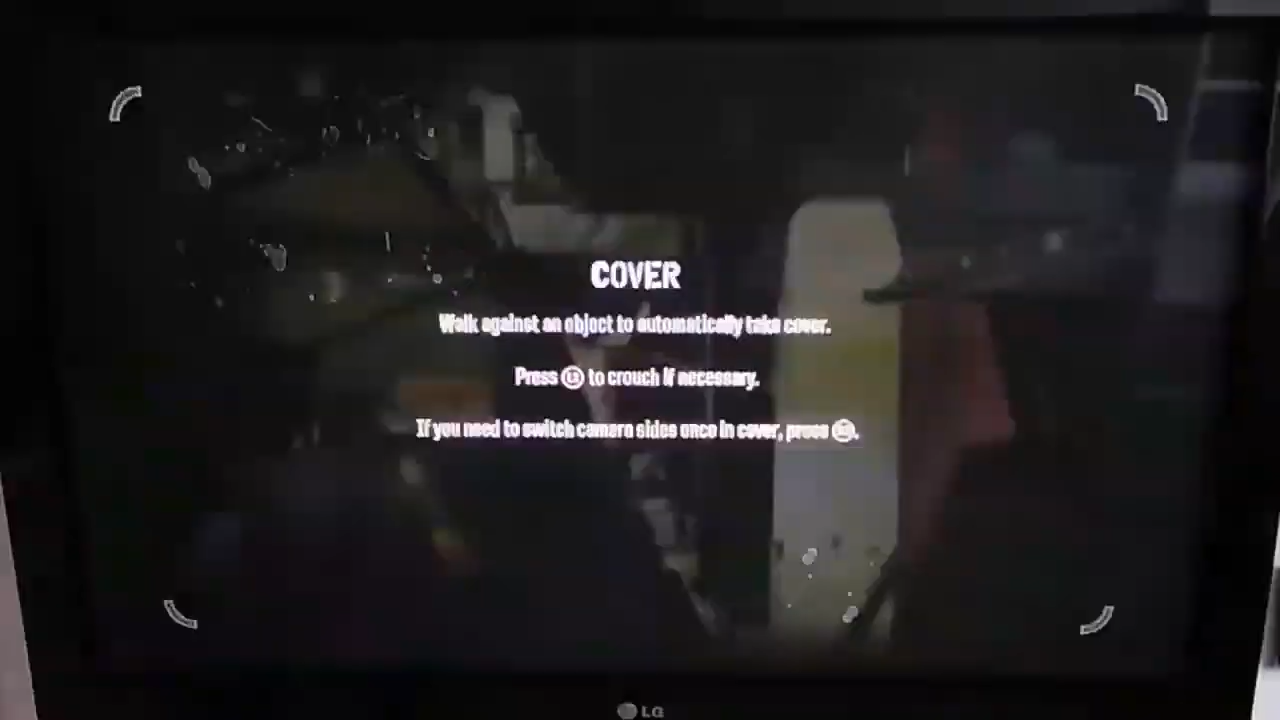 COVER
Walk against an object to automatically take cover.
Press to crouch if necessary.
If you need to switch camera sides once in cover, press .
LG